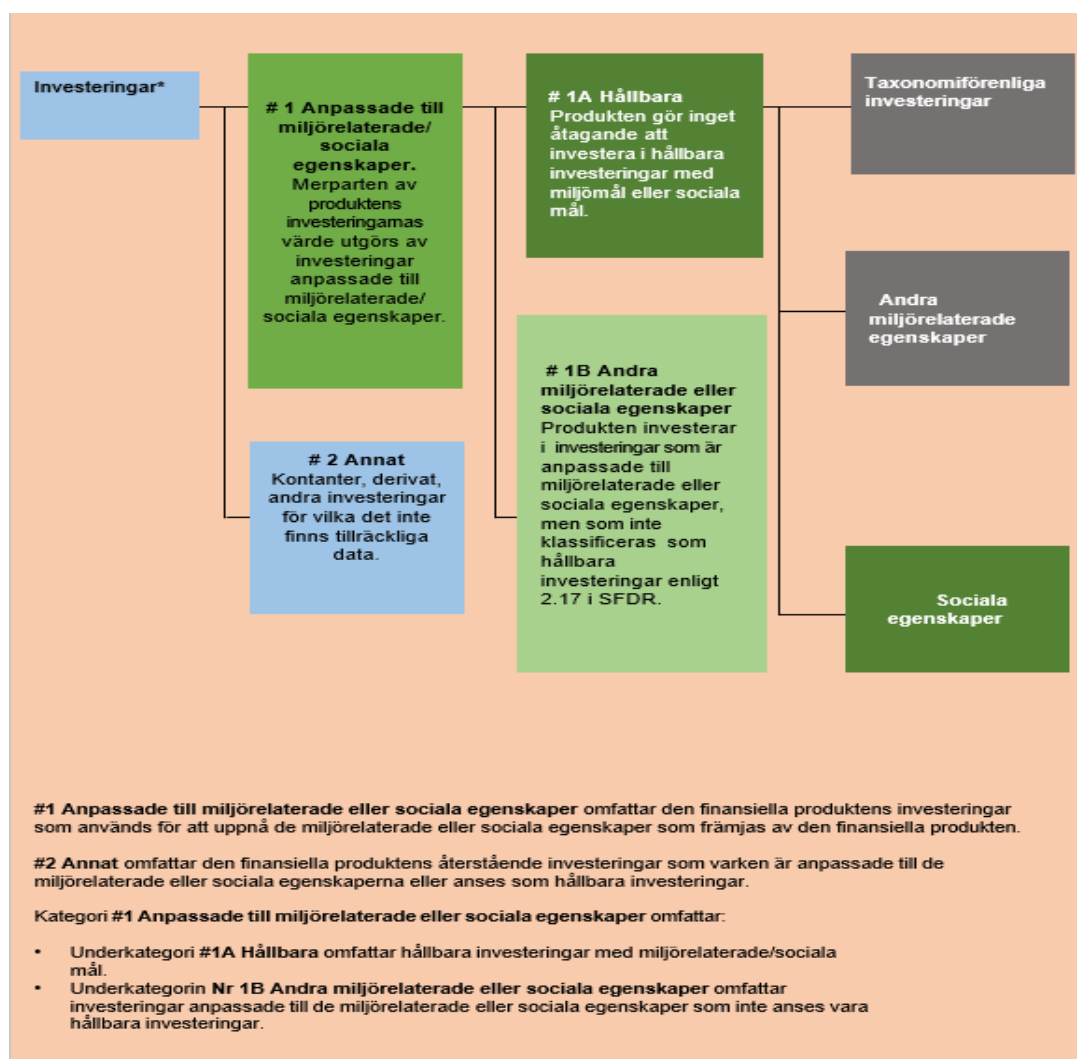 Investeringar*
# 1 Anpassade till
miljörelaterade/
sociala
egenskaper.
Merparten av
produktens
investeringarnas
värde utgörs av
investeringar
anpassade till
miljörelaterade/
sociala egenskaper.
# 2 Annat
Kontanter, derivat,
andra investeringar
för vilka det inte
finns tillräckliga
data.
# 1A Hållbara
Produkten gör inget
åtagande att
investera i hållbara
investeringar med
miljömål eller sociala
mål.
# 1B Andra
miljörelaterade eller
sociala egenskaper
Produkten investerar
i investeringar som är
anpassade till
miljörelaterade eller
sociala egenskaper,
men som inte
klassificeras som
hållbara
investeringar enligt
2.17 i SFDR.
Taxonomiförenliga
investeringar
Andra
miljörelaterade
egenskaper
Sociala
egenskaper
#1 Anpassade till miljörelaterade eller sociala egenskaper omfattar den finansiella produktens investeringar
som används för att uppnå de miljörelaterade eller sociala egenskaper som främjas av den finansiella produkten.
#2 Annat omfattar den finansiella produktens återstående investeringar som varken är anpassade till de
miljörelaterade eller sociala egenskaperna eller anses som hållbara investeringar.
Kategori #1 Anpassade till miljörelaterade eller sociala egenskaper omfattar:
• Underkategori #1A Hållbara omfattar hållbara investeringar med miljörelaterade/sociala
mål.
• Underkategorin Nr 1B Andra miljörelaterade eller sociala egenskaper omfattar
investeringar anpassade till de miljörelaterade eller sociala egenskaper som inte anses vara
hållbara investeringar.